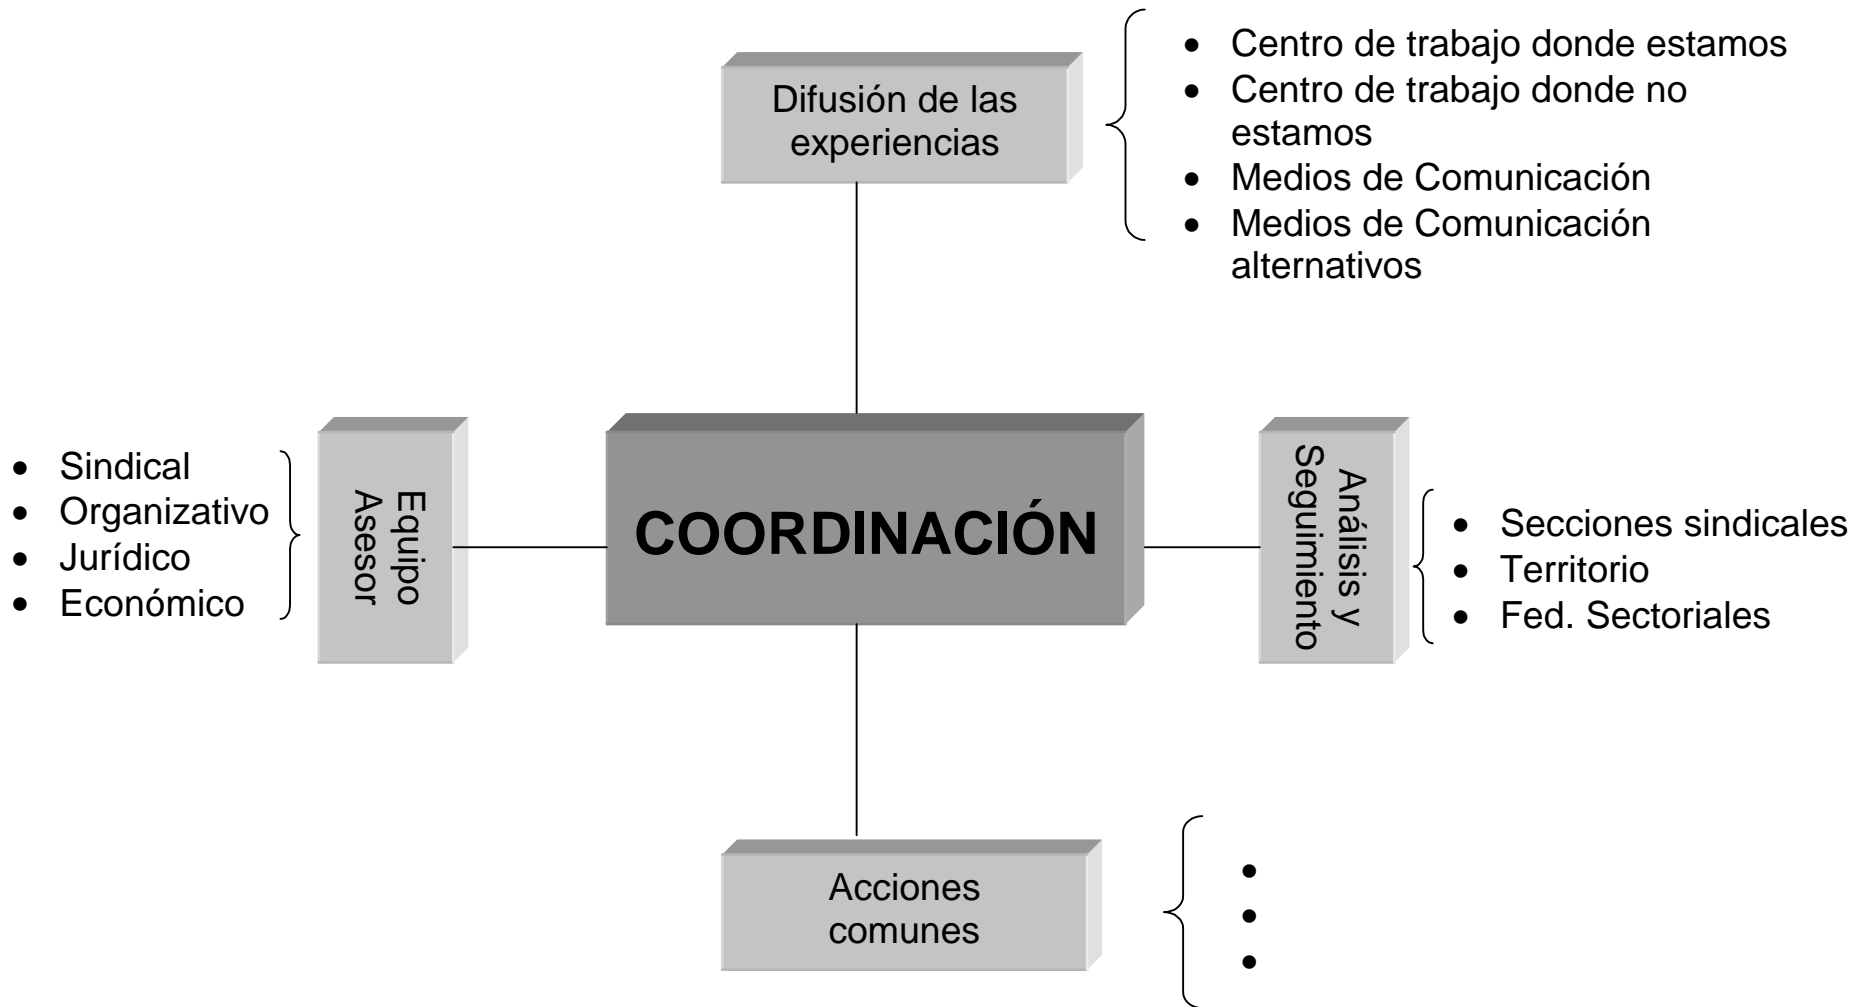 Difusión de las
experiencias
• Centro de trabajo donde estamos
• Centro de trabajo donde no
estamos
• Medios de Comunicación
• Medios de Comunicación
alternativos
• Sindical
• Organizativo
• Jurídico
• Económico
Equipo
Asesor
COORDINACIÓN
Análisis y
Seguimiento
• Secciones sindicales
• Territorio
• Fed. Sectoriales
Acciones
comunes
•
•
•